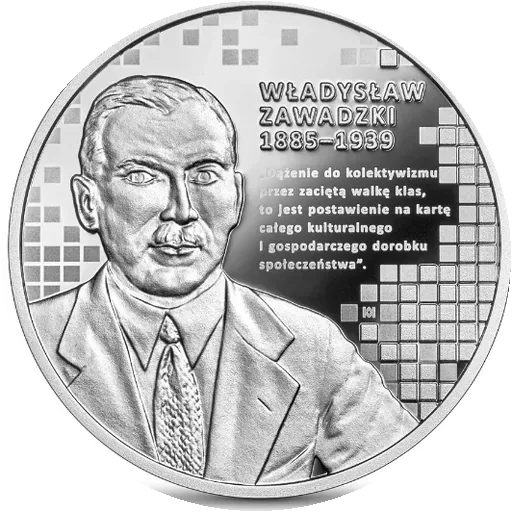 WŁADYSŁAW
ZAWADZKI
1885–1939
„Dążenie do kolektywizmu
przez zaciętą walkę klas,
to jest postawienie na kartę
całego kulturalnego
i gospodarczego dorobku
społeczeństwa”.